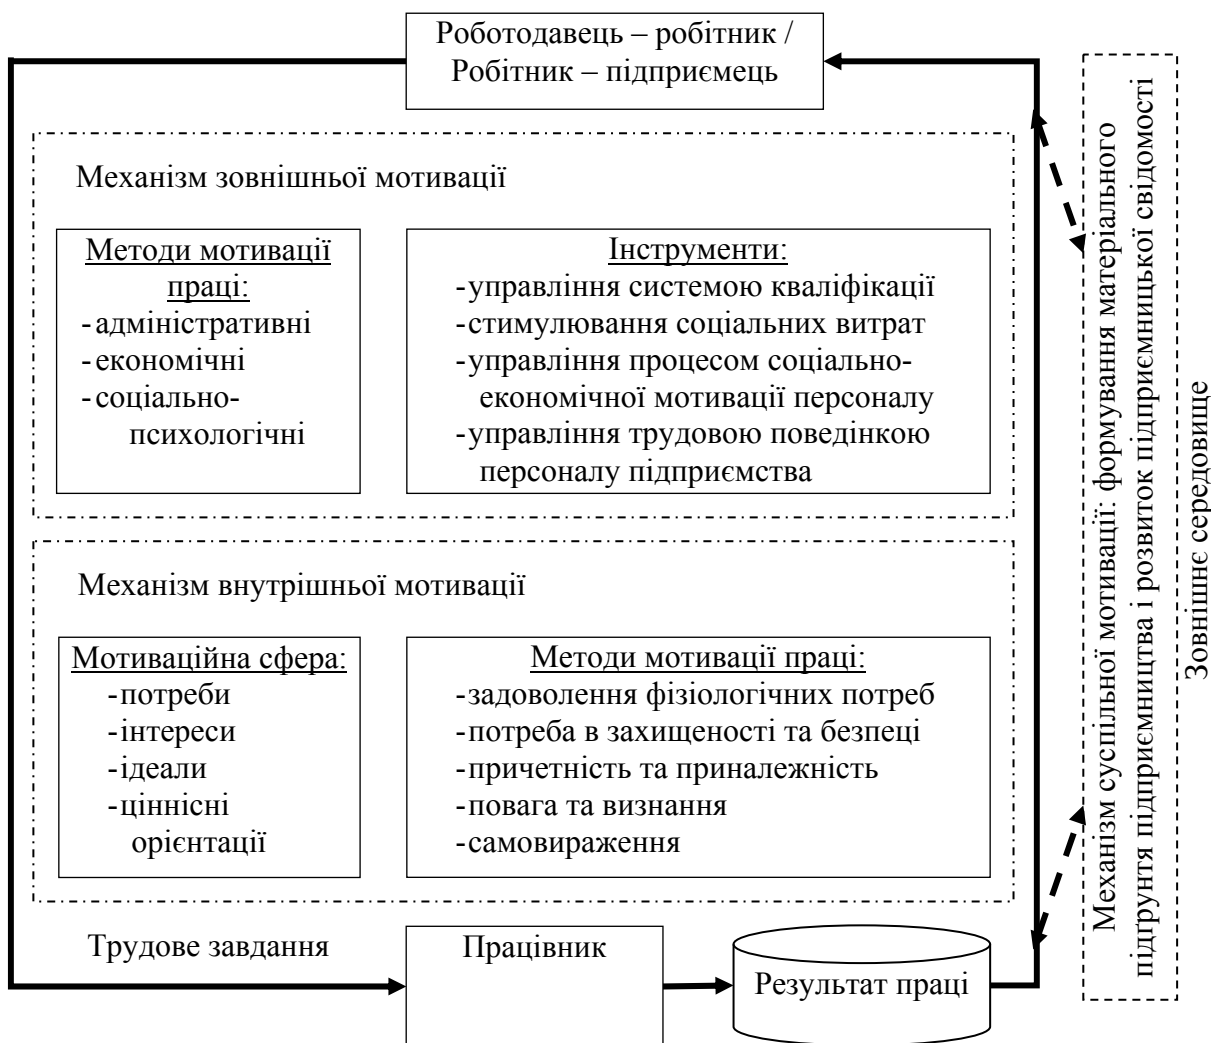 Роботодавець – робітник /
Робітник – підприємець
Механізм зовнішньої мотивації
Методи мотивації
праці:
-адміністративні
-економічні
-соціально-
психологічні
Інструменти:
-управління системою кваліфікації
-стимулювання соціальних витрат
-управління процесом соціально-
економічної мотивації персоналу
-управління трудовою поведінкою
персоналу підприємства
Механізм внутрішньої мотивації
Мотиваційна сфера:
-потреби
-інтереси
-ідеали
-ціннісні
орієнтації
Методи мотивації праці:
-задоволення фізіологічних потреб
-потреба в захищеності та безпеці
-причетність та приналежність
-повага та визнання
-самовираження
Трудове завдання
Працівник
Результат праці
Механізм суспільної мотивації: формування матеріального
підґрунтя підприємництва і розвиток підприємницької свідомості
Зовнішнє середовище